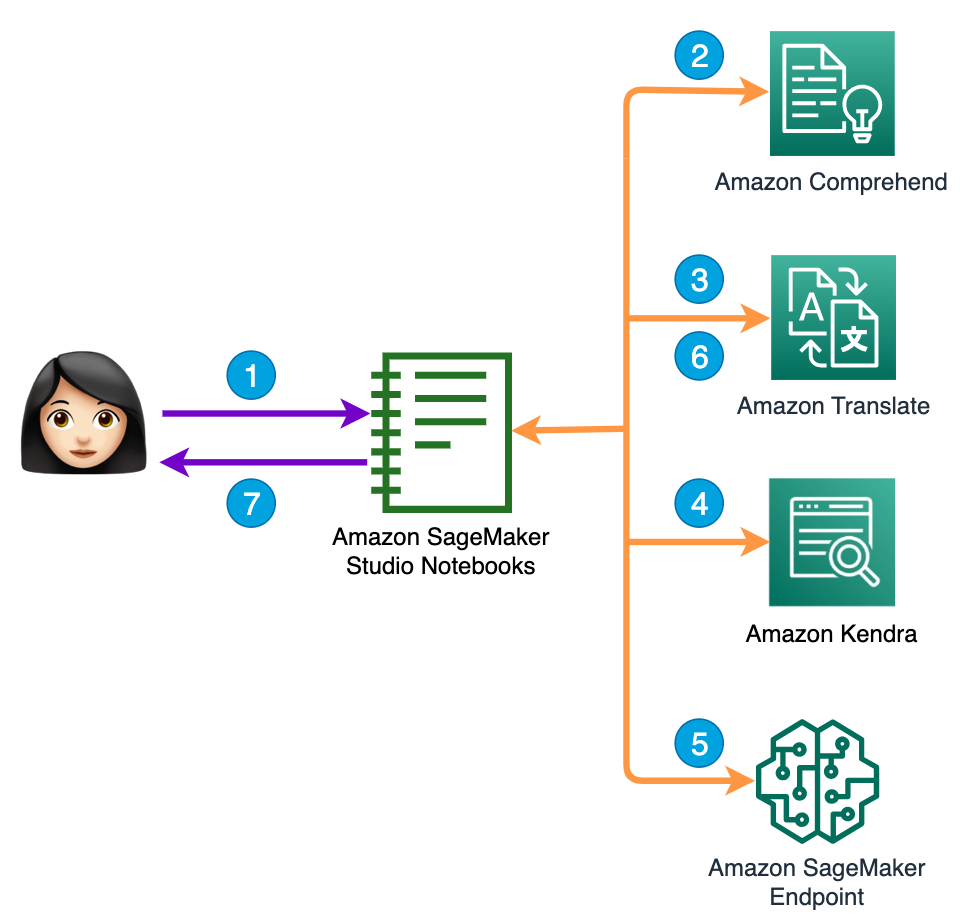 2
Amazon Comprehend
3
A
文
6
Amazon Translate
1
7
Amazon SageMaker
Studio Notebooks
4
Amazon Kendra
5
Amazon SageMaker
Endpoint